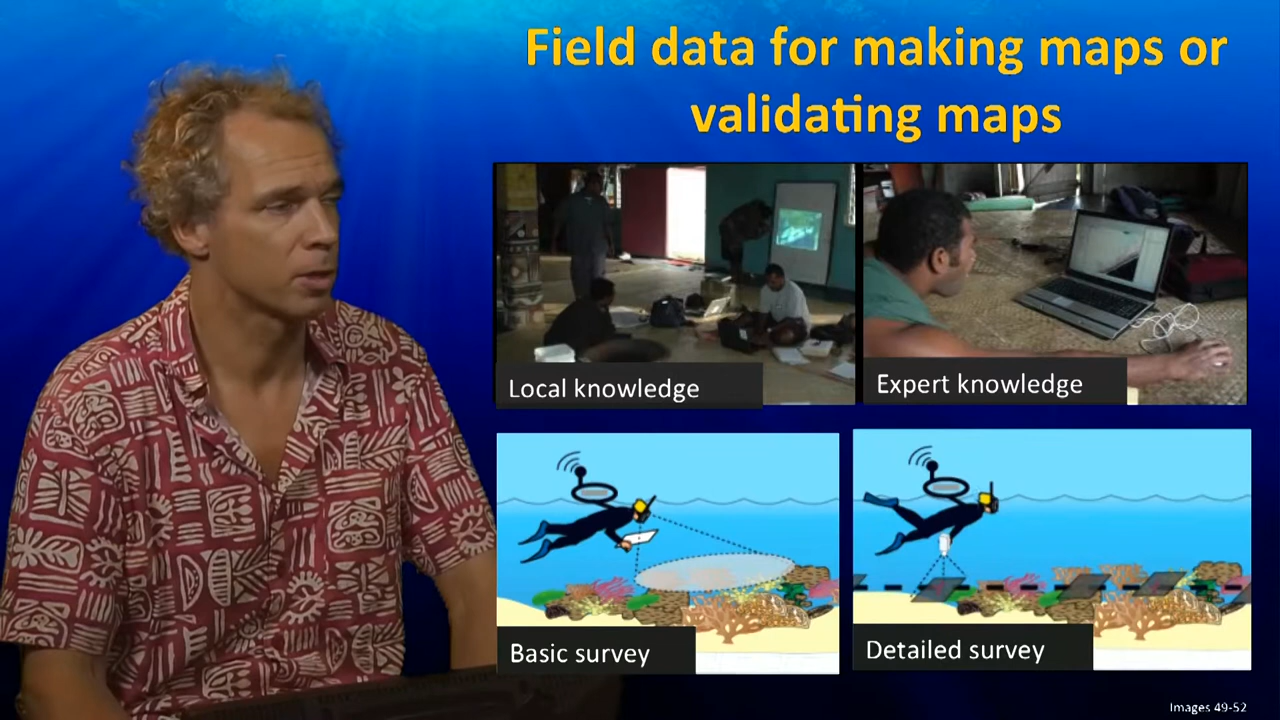 Field data for making maps or
validating maps
Local knowledge
Expert knowledge
Basic survey
Detailed survey
Images 49-52